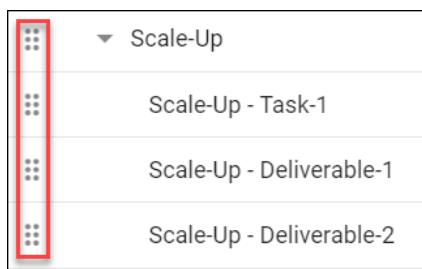 Scale-Up
Scale-Up - Task-1
Scale-Up - Deliverable-1
Scale-Up - Deliverable-2